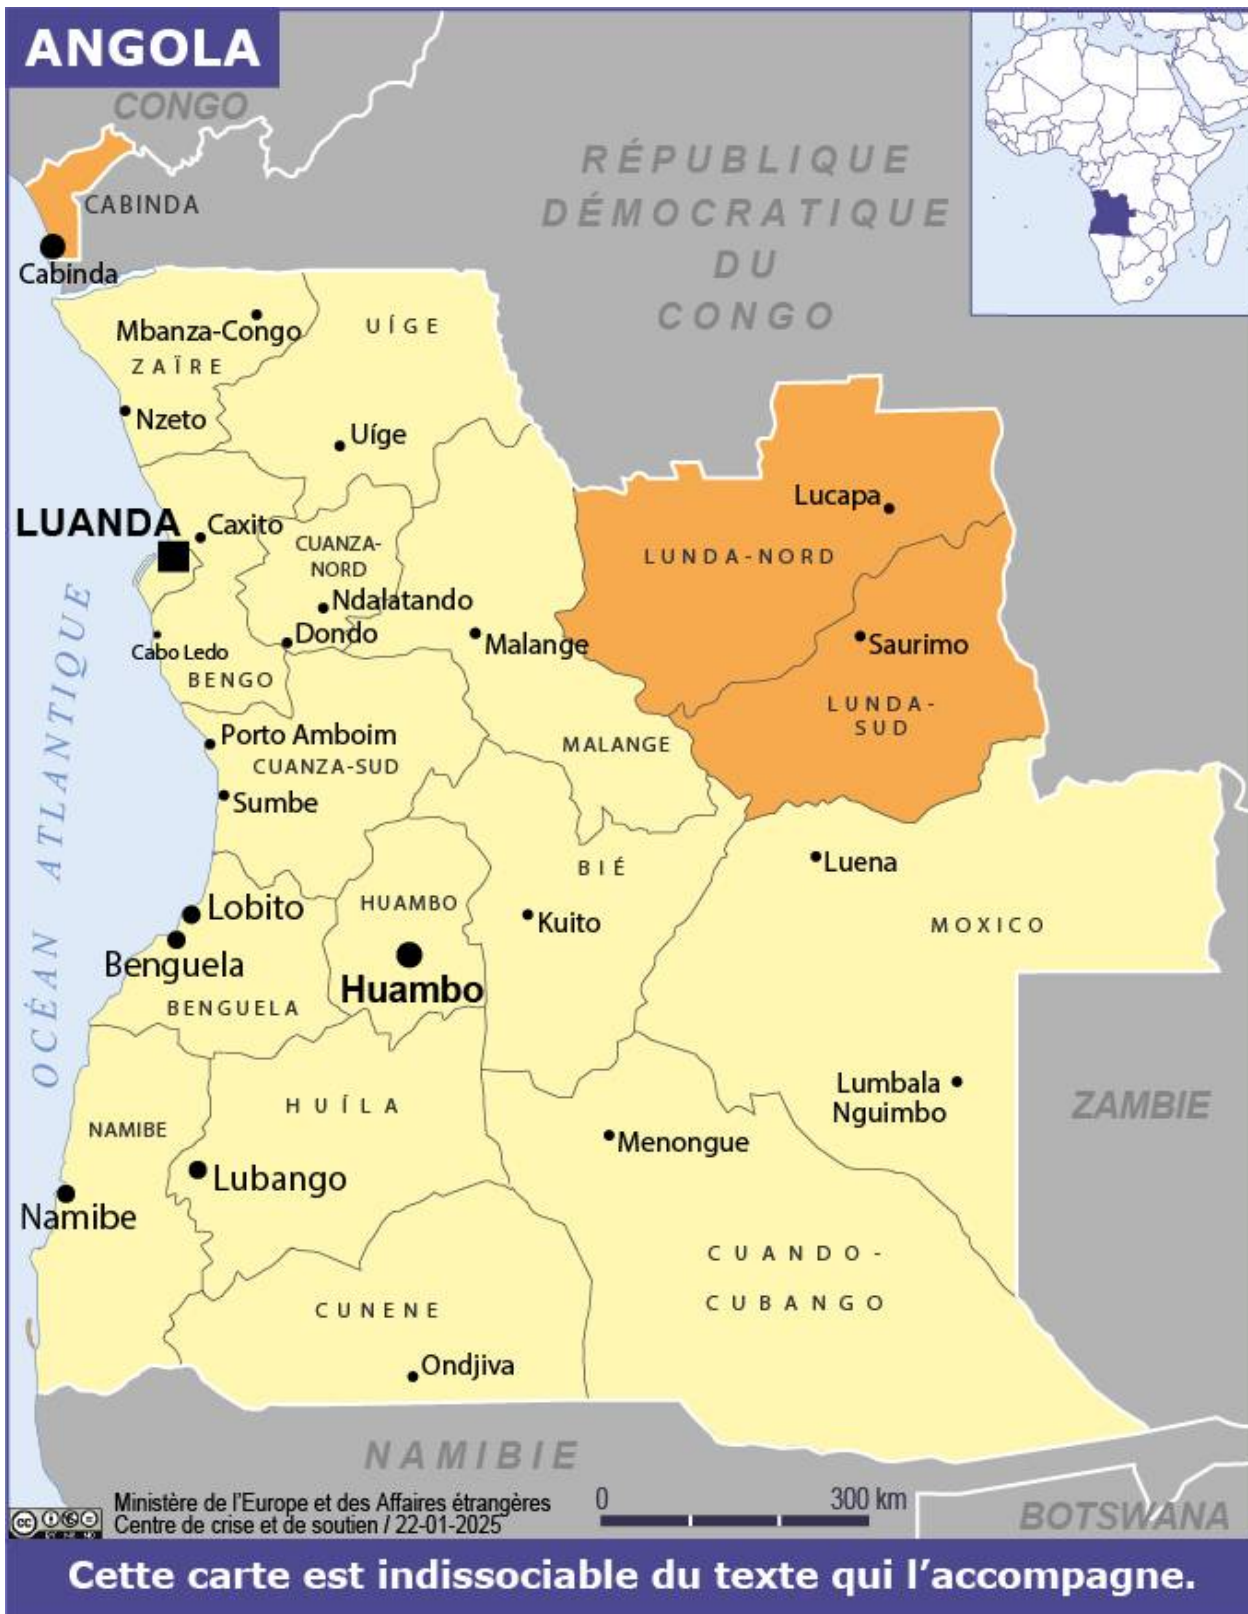 ANGOLA
CONGO
RÉPUBLIQUE
DÉMOCRATIQUE
DU
CONGO
CABINDA
Cabinda
Mbanza-Congo
UÍGE
ZAÏRE
Nzeto
Uíge
Lucapa
LUANDA
Caxito
CUANZA-
NORD
LUNDA-NORD
Ndalatando
Dondo
Malange
Saurimo
Cabo Ledo
BENGO
LUNDA-
SUD
Porto Amboim
MALANGE
CUANZA-SUD
Sumbe
Luena
BIÉ
Lobito
HUAMBO
Kuito
MOXICO
Benguela
Huambo
BENGUELA
OCÉAN ATLANTIQUE
Lumbala
Nguimbo
ZAMBIE
HUÍLA
NAMIBE
Menongue
Lubango
Namibe
CUANDO-
CUBANGO
CUNENE
Ondjiva
NAMIBIE
Ministère de l'Europe et des Affaires étrangères
Centre de crise et de soutien / 22-01-2025
0 300 km
BOTSWANA
cc
Cette carte est indissociable du texte qui l'accompagne.